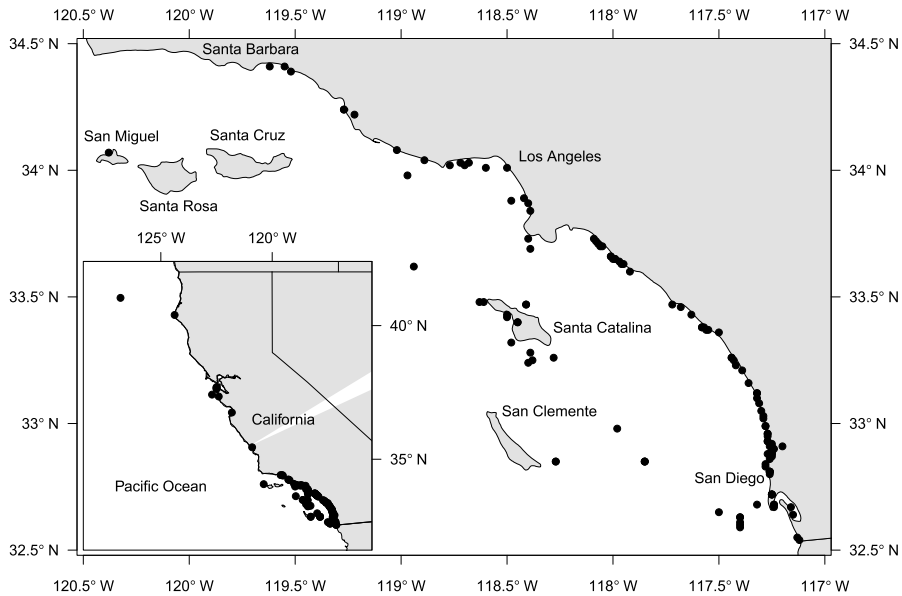 120.5° W 120.0° W 119.5° W 119° W 118.5° W 118° W 117.5° W 117° W
34.5° N Santa Barbara 34.5° N
San Miguel Santa Cruz
Los Angeles
34° N 34° N
Santa Rosa
125° W 120° W
33.5° N 33.5° N
40° N Santa Catalina
San Clemente
California
33° N 33° N
35° N
Pacific Ocean San Diego
32.5° N 32.5° N
120.5° W 120.0° W 119.5° W 119° W 118.5° W 118° W 117.5° W 117° W